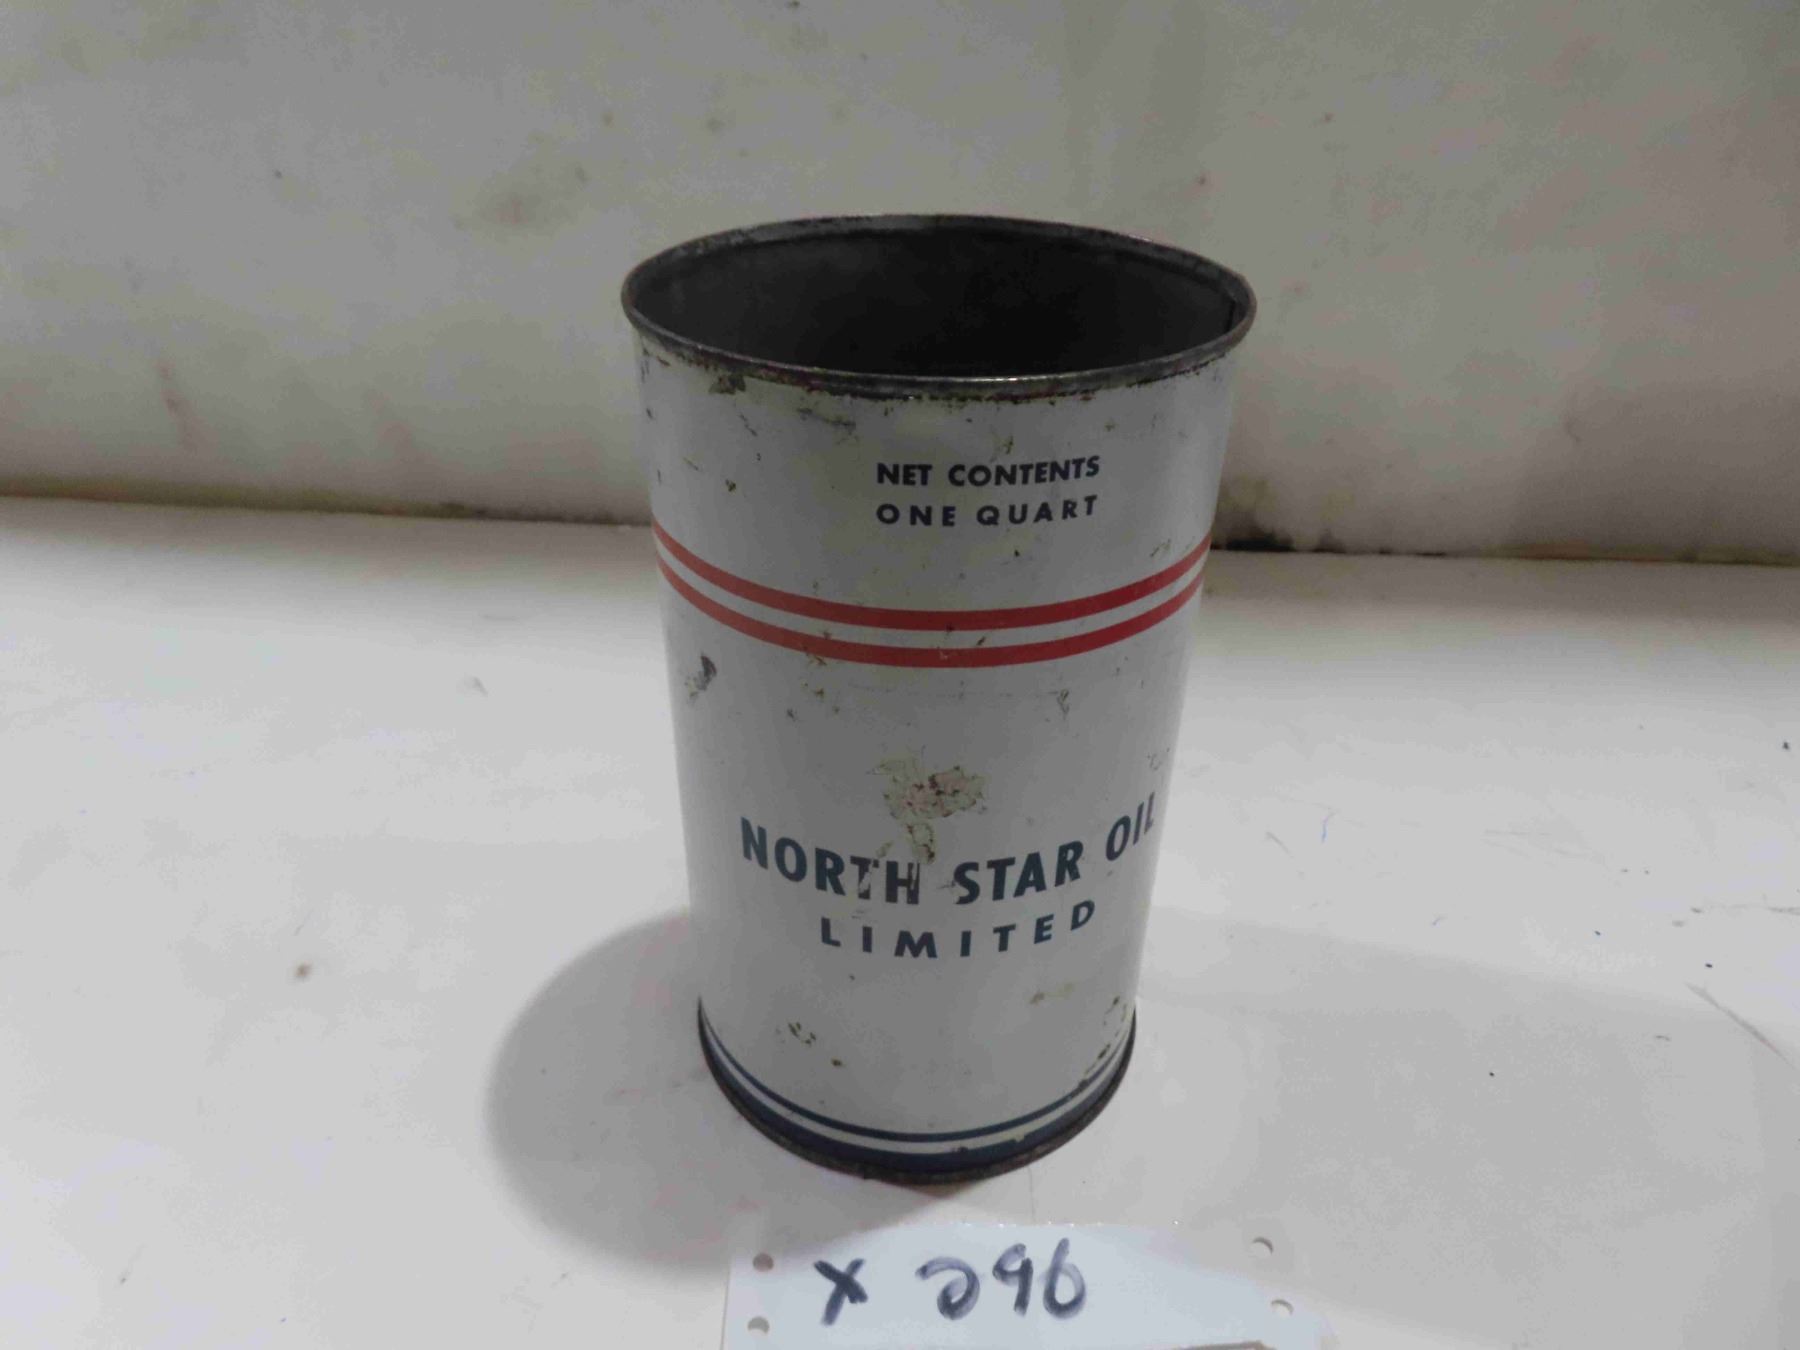 NET CONTENTS
ONE QUART
NORTH STAR OIL
LIMITED
X 296